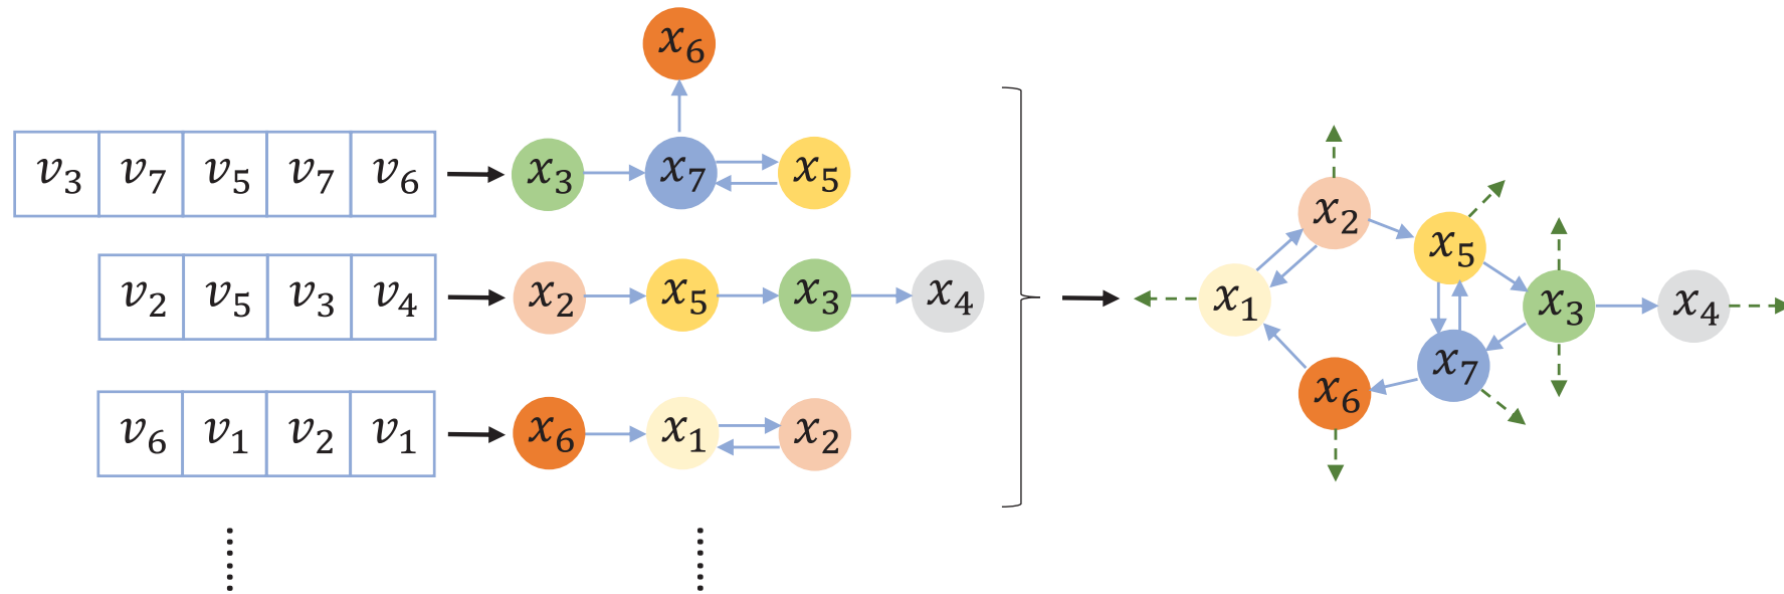 x₆
v₃ v₇ v₅ v₇ v₆ x₃ x₇ x₅
v₂ v₅ v₃ v₄ x₂ x₅ x₃ x₄
v₆ v₁ v₂ v₁ x₆ x₁ x₂
x₂
x₅
x₁ x₃ x₄
x₇
x₆